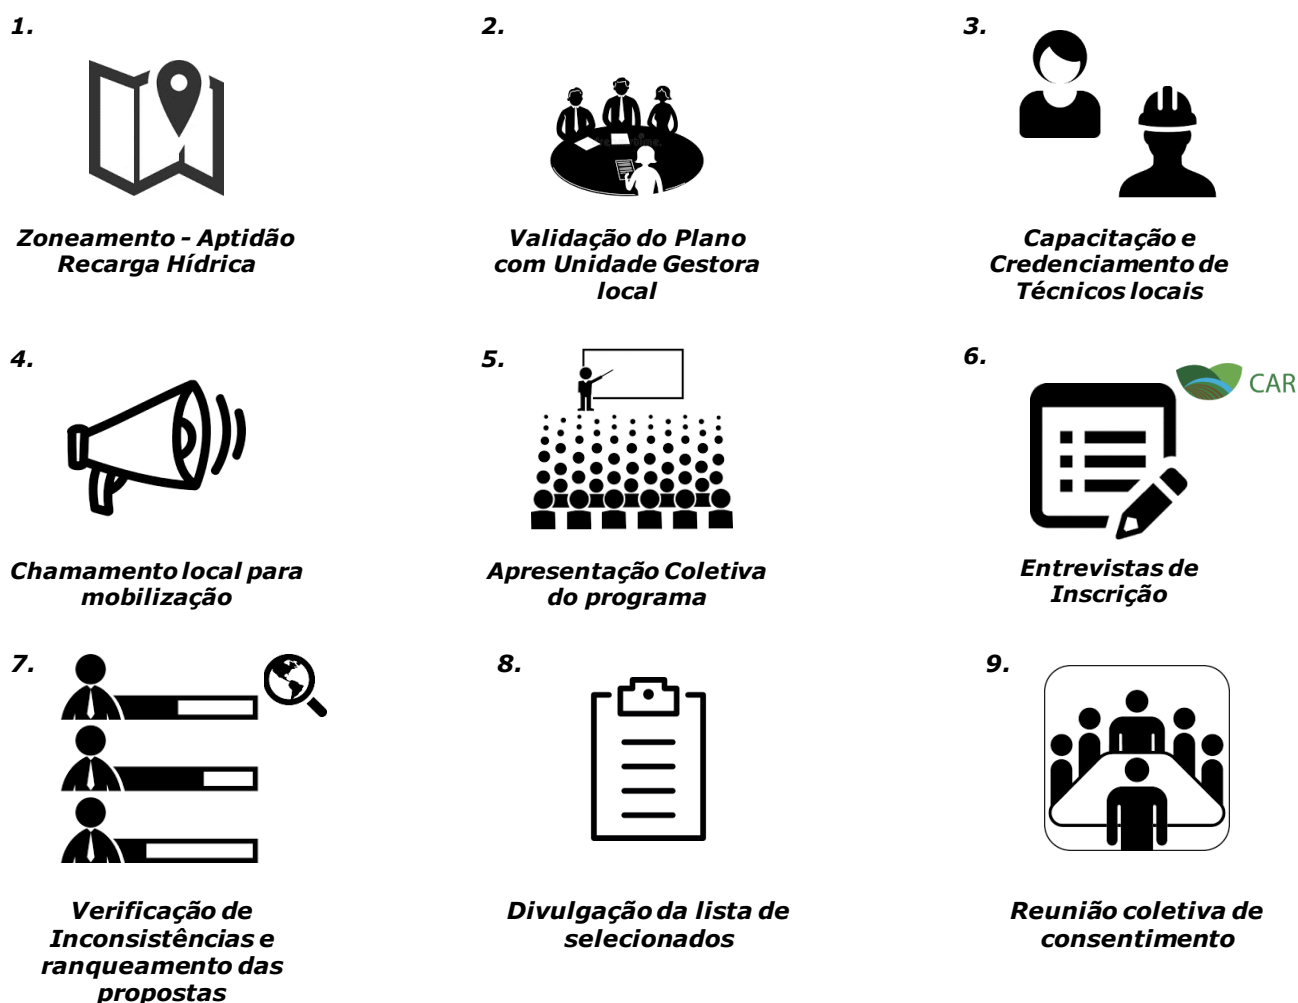 1.
Zoneamento - Aptidão
Recarga Hídrica
2.
Validação do Plano
com Unidade Gestora
local
3.
Capacitação e
Credenciamento de
Técnicos locais
4.
Chamamento local para
mobilização
5.
Apresentação Coletiva
do programa
6.
CAR
Entrevistas de
Inscrição
7.
Verificação de
Inconsistências e
ranqueamento das
propostas
8.
Divulgação da lista de
selecionados
9.
Reunião coletiva de
consentimento